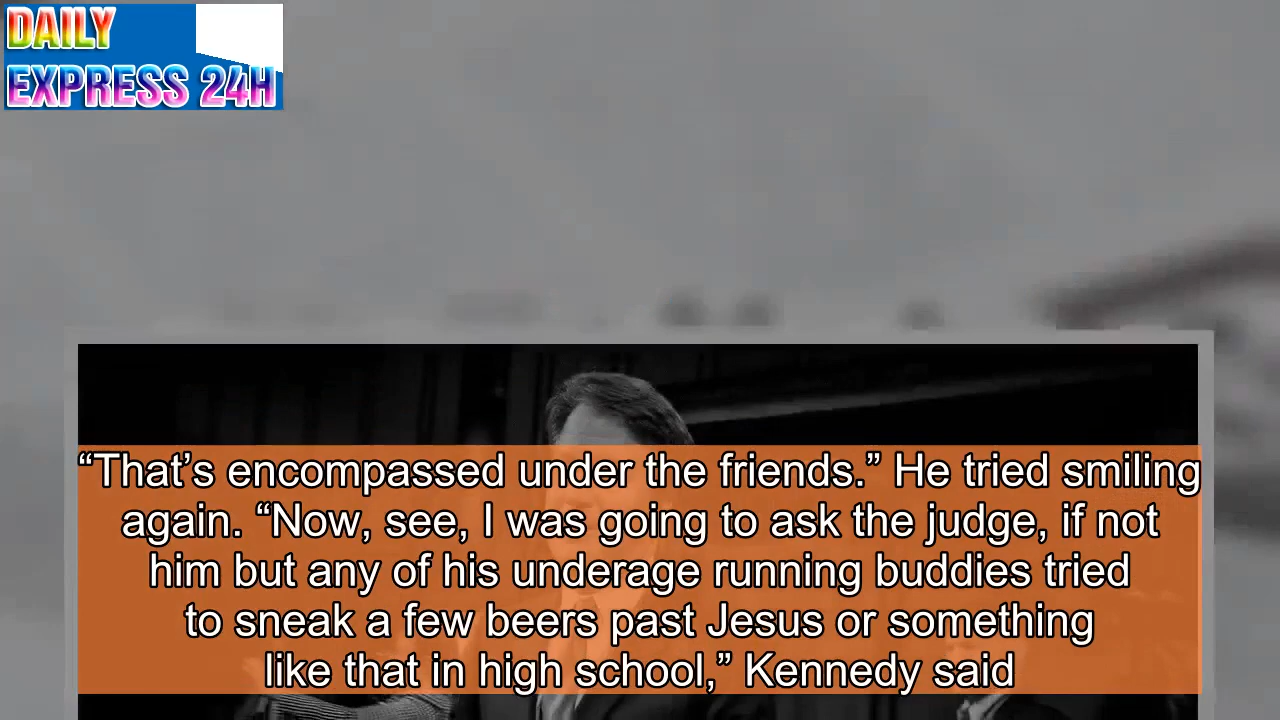 DAILY
EXPRESS 24H
“That’s encompassed under the friends.” He tried smiling
again. “Now, see, I was going to ask the judge, if not
him but any of his underage running buddies tried
to sneak a few beers past Jesus or something
like that in high school,” Kennedy said